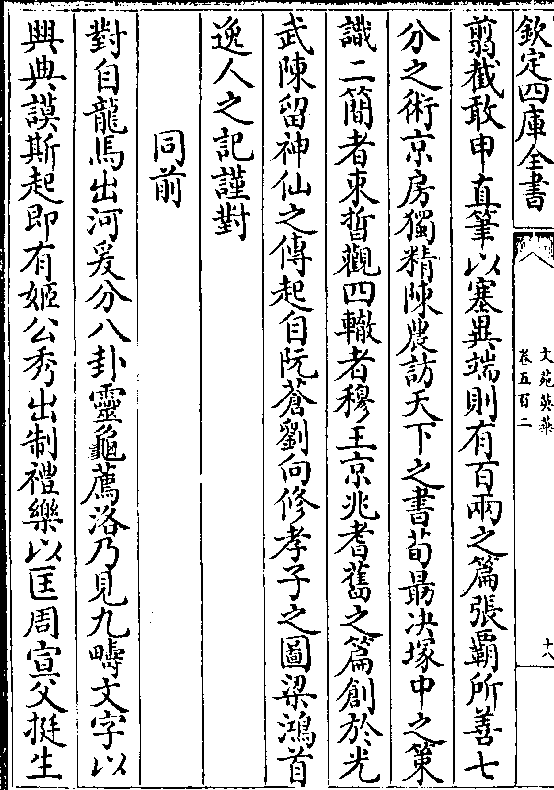 欽定四庫全書
文苑英華
卷五百二
十八
翦截敢申直筆以塞異端則有百兩之篇張霸所善七
分之術京房獨精陳農訪天下之書荀朂決塚中之策
識二簡者束晳觀四轍者穆王京兆耆舊之篇創於光
武陳留神仙之傳起自阮蒼劉向修孝子之圖梁鴻首
逸人之記謹對
同前
對自龍馬出河爰分八卦靈龜薦洛乃見九疇文字以
興典謨斯起即有姬公秀出制禮樂以匡周宣父挺生